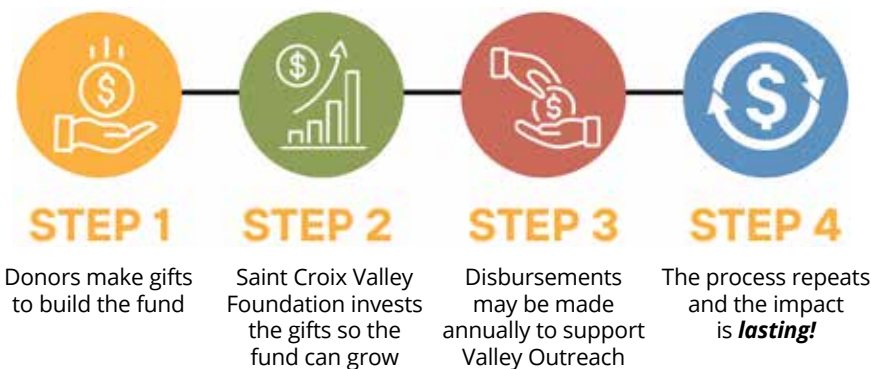 $
$
$
$
STEP 1
Donors make gifts
to build the fund
STEP 2
Saint Croix Valley
Foundation invests
the gifts so the
fund can grow
STEP 3
Disbursements
may be made
annually to support
Valley Outreach
STEP 4
The process repeats
and the impact
is lasting!